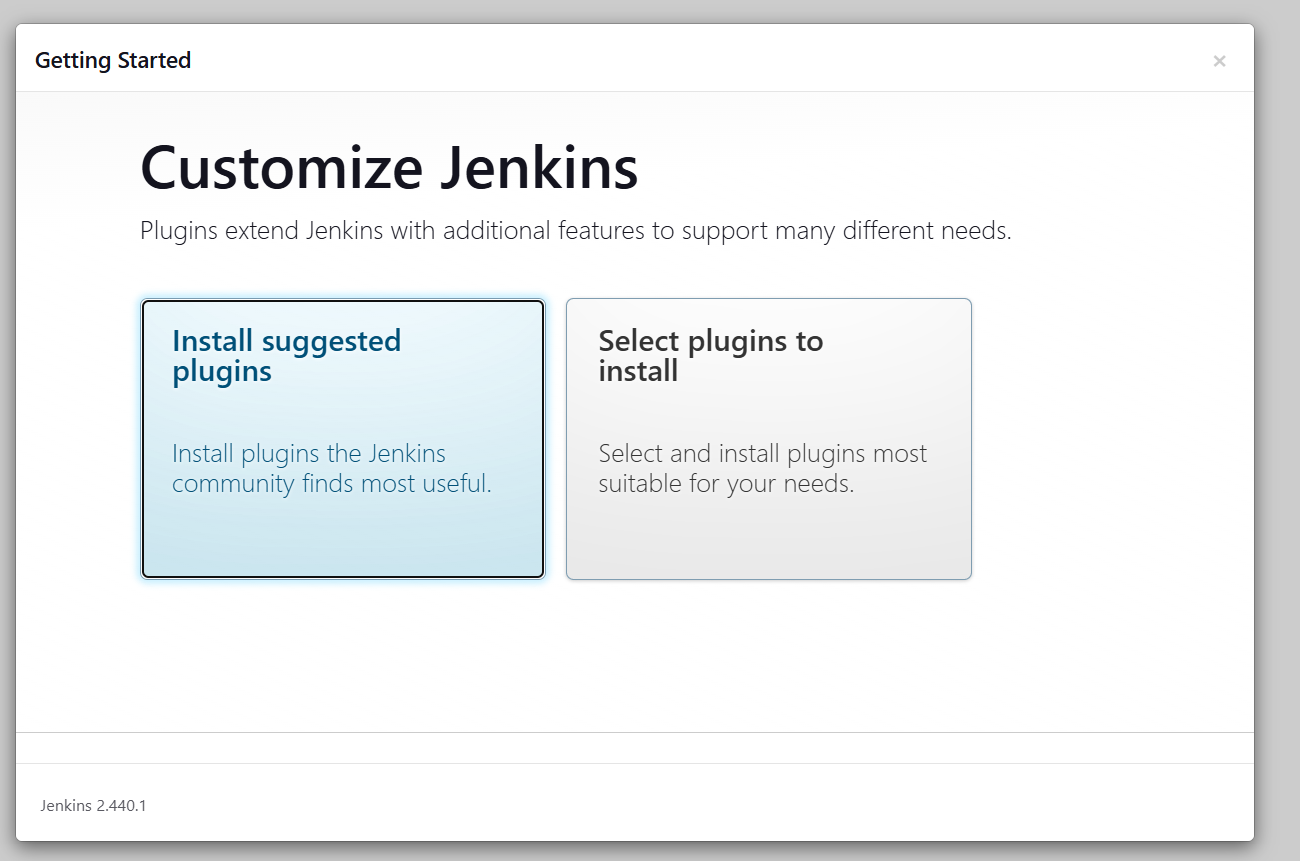 Getting Started
×
Customize Jenkins
Plugins extend Jenkins with additional features to support many different needs.
Install suggested
plugins
Install plugins the Jenkins
community finds most useful.
Select plugins to
install
Select and install plugins most
suitable for your needs.
Jenkins 2.440.1